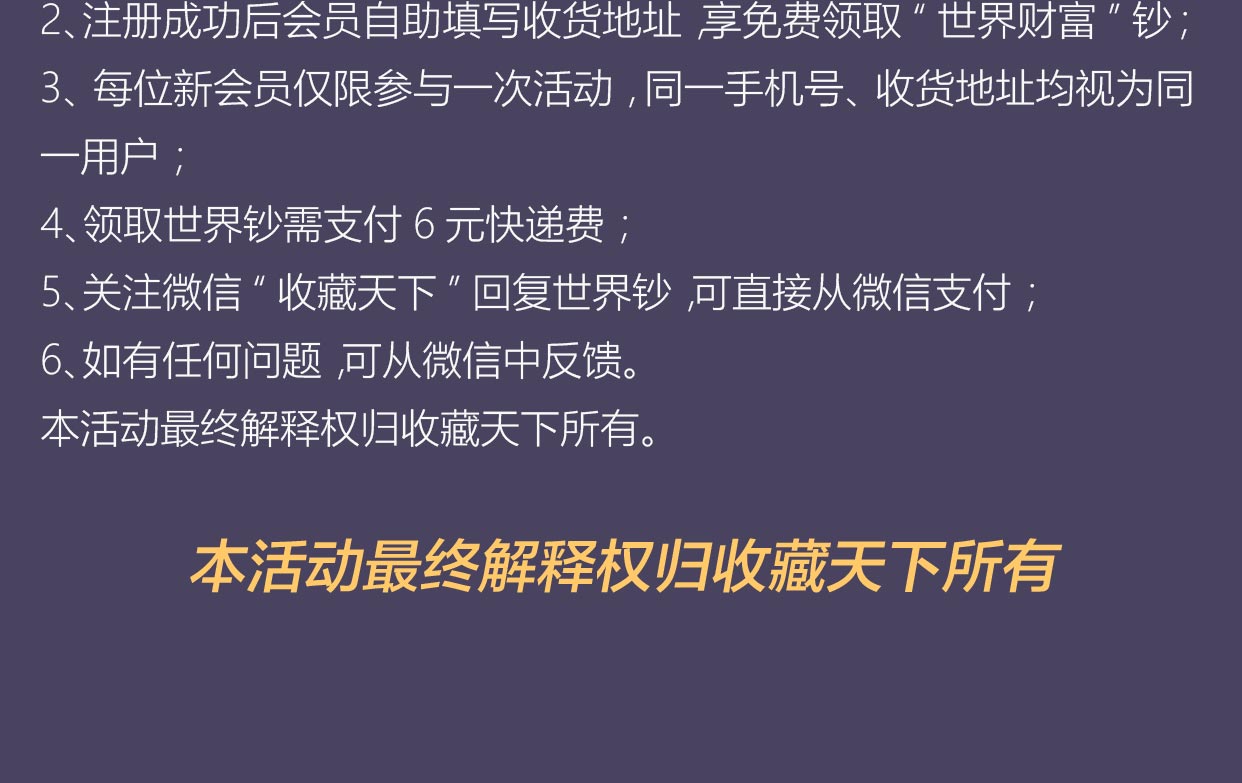 2、注册成功后会员自助填写收货地址,享免费领取“世界财富”钞；
3、每位新会员仅限参与一次活动,同一手机号、收货地址均视为同
一用户；
4、领取世界钞需支付6元快递费；
5、关注微信“收藏天下”回复世界钞,可直接从微信支付；
6、如有任何问题,可从微信中反馈。
本活动最终解释权归收藏天下所有。
本活动最终解释权归收藏天下所有